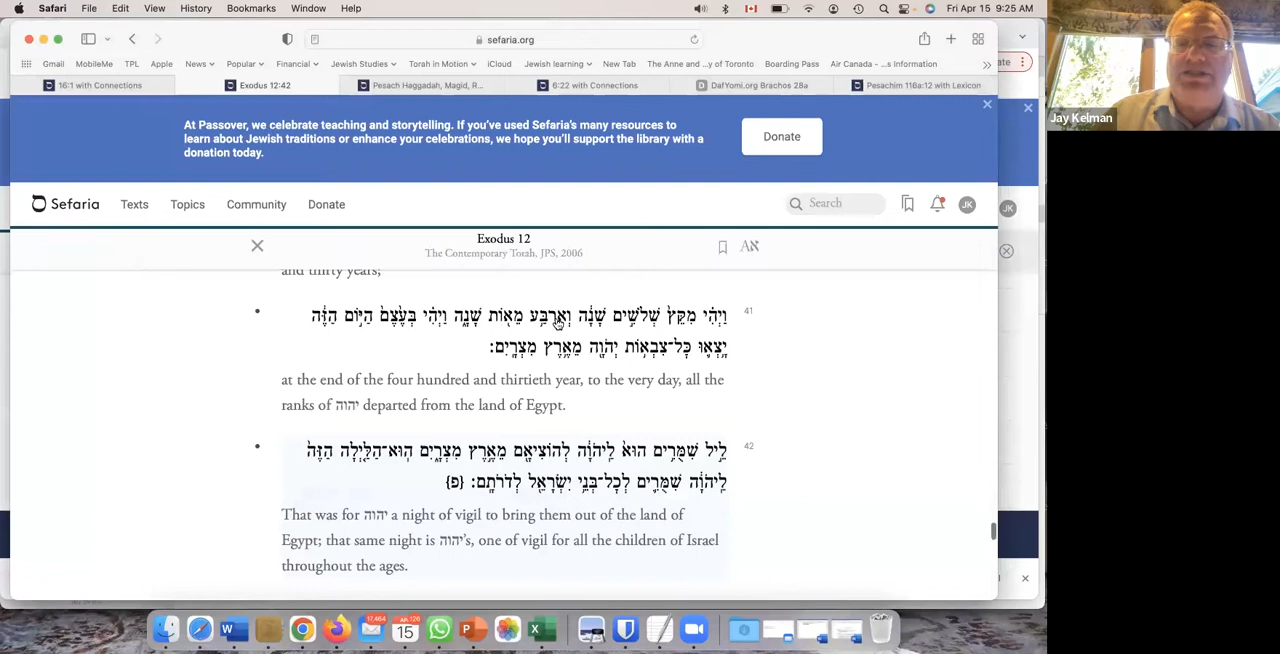 Safari File Edit View History Bookmarks Window Help Fri Apr 15 9:25 AM
sefaria.org
Gmail MobileMe TPL Apple News Popular Financial Jewish Studies Torah in Motion iCloud Jewish learning New Tab The Anne and ...y of Toronto Boarding Pass Air Canada - ...s Information
16:1 with Connections Exodus 12:42 Pesach Haggadah, Magid, R... 6:22 with Connections DafYomi.org Brachos 28a Pesachim 116a:12 with Lexicon
At Passover, we celebrate teaching and storytelling. If you've used Sefaria's many resources to
learn about Jewish traditions or enhance your celebrations, we hope you'll support the library with a
donation today.
Donate
Sefaria Texts Topics Community Donate Search JK
JK
Exodus 12
The Contemporary Torah, JPS, 2006
אA
and thirty years;
וַיְהִ֗י מִקֵּץ֙ שְׁלֹשִׁ֣ים שָׁנָ֔ה וְאַרְבַּ֥ע מֵא֖וֹת שָׁנָ֑ה וַיְהִ֗י בְּעֶ֙צֶם֙ הַיּ֣וֹם הַזֶּ֔ה 41
יָ֥צְא֛וּ כׇּל־צִבְא֥וֹת יְהֹוָ֖ה מֵאֶ֥רֶץ מִצְרָֽיִם׃
at the end of the four hundred and thirtieth year, to the very day, all the
ranks of יהוה departed from the land of Egypt.
לֵ֣יל שִׁמֻּרִ֥ים הוּא֙ לַֽיהֹוָ֔ה לְהוֹצִיאָ֖ם מֵאֶ֣רֶץ מִצְרָ֑יִם הֽוּא־הַלַּ֤יְלָה הַזֶּה֙ 42
לַֽיהֹוָ֔ה שִׁמֻּרִ֛ים לְכׇל־בְּנֵ֥י יִשְׂרָאֵ֖ל לְדֹרֹתָֽם׃ {פ}
That was for יהוה a night of vigil to bring them out of the land of
Egypt; that same night is יהוה's, one of vigil for all the children of Israel
throughout the ages.
Jay Kelman
17,464
15